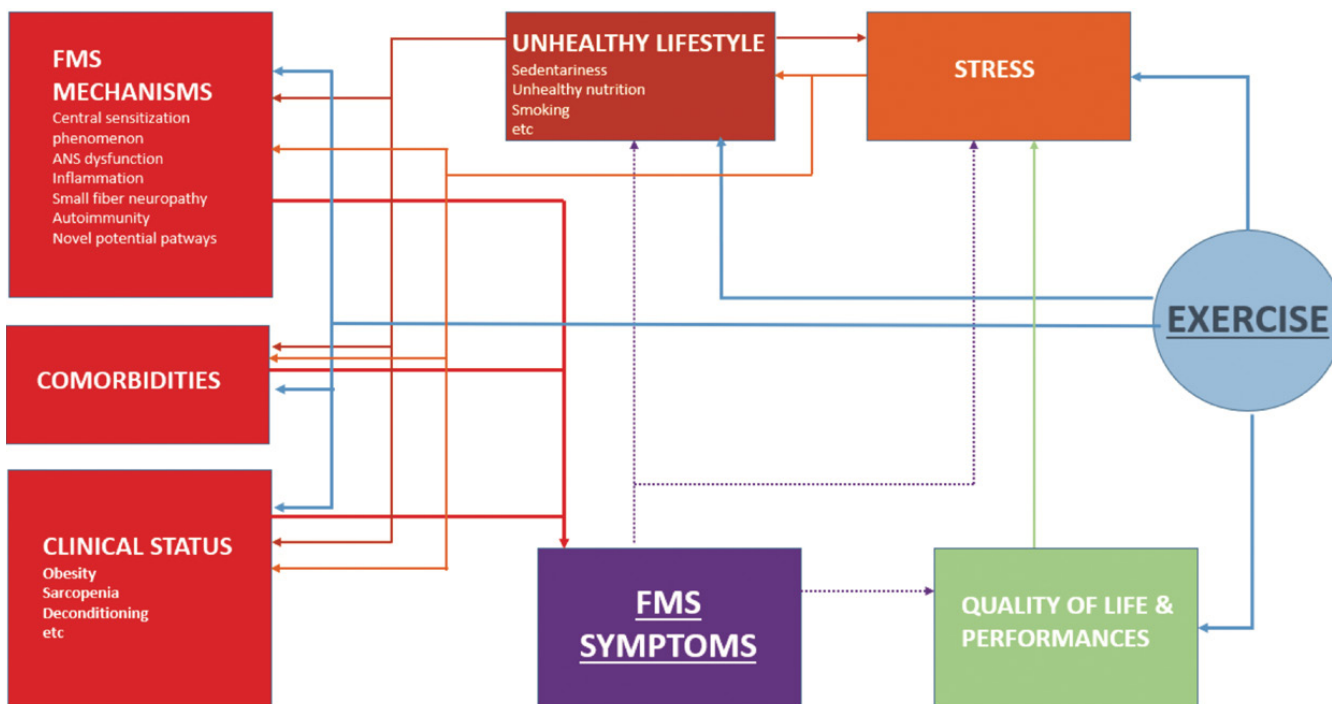 FMS
MECHANISMS
Central sensitization
phenomenon
ANS dysfunction
Inflammation
Small fiber neuropathy
Autoimmunity
Novel potential patways
UNHEALTHY LIFESTYLE
Sedentariness
Unhealthy nutrition
Smoking
etc
STRESS
EXERCISE
COMORBIDITIES
CLINICAL STATUS
Obesity
Sarcopenia
Deconditioning
etc
FMS
SYMPTOMS
QUALITY OF LIFE &
PERFORMANCES